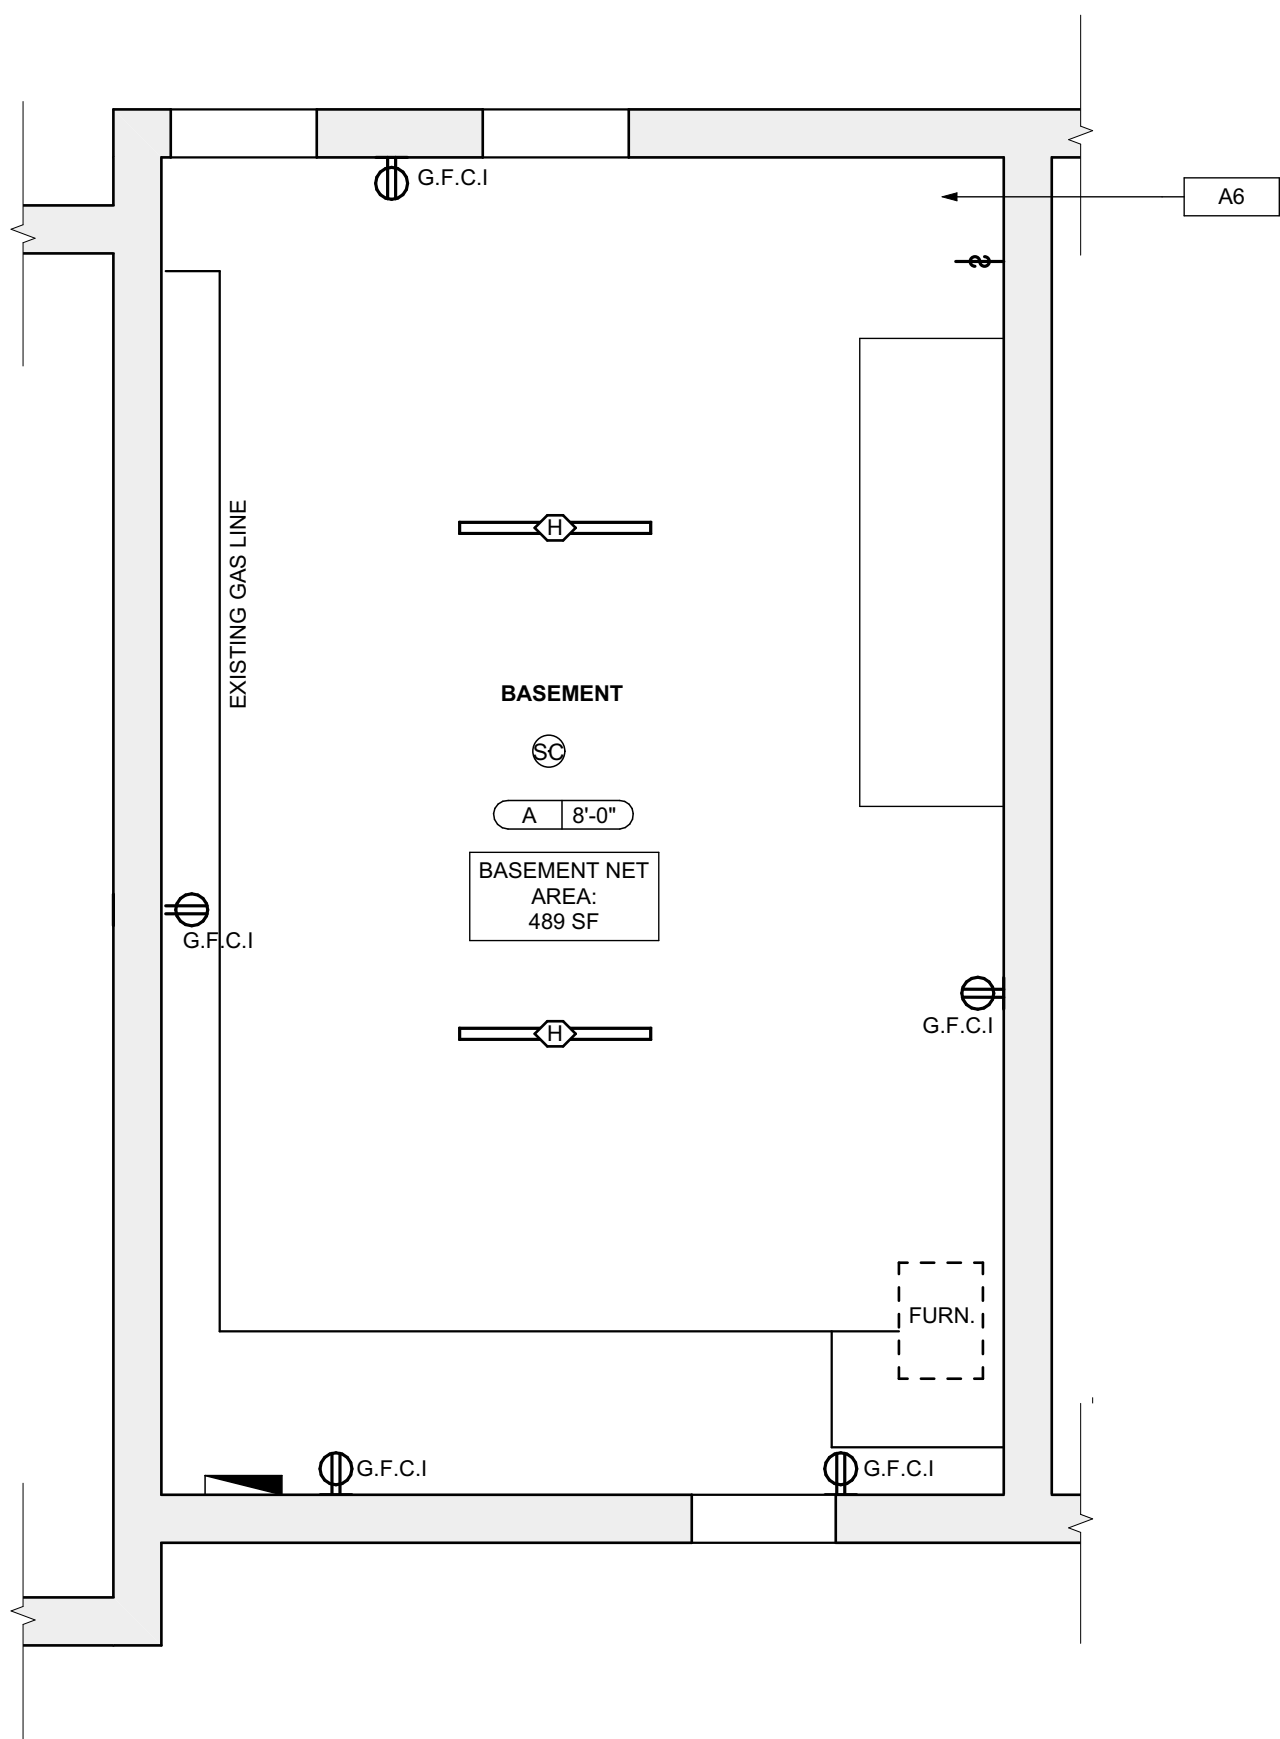 G.F.C.I
A6
S
EXISTING GAS LINE
H
BASEMENT
SC
A 8'-0"
BASEMENT NET
AREA:
489 SF
G.F.C.I
G.F.C.I
H
FURN.
G.F.C.I
G.F.C.I